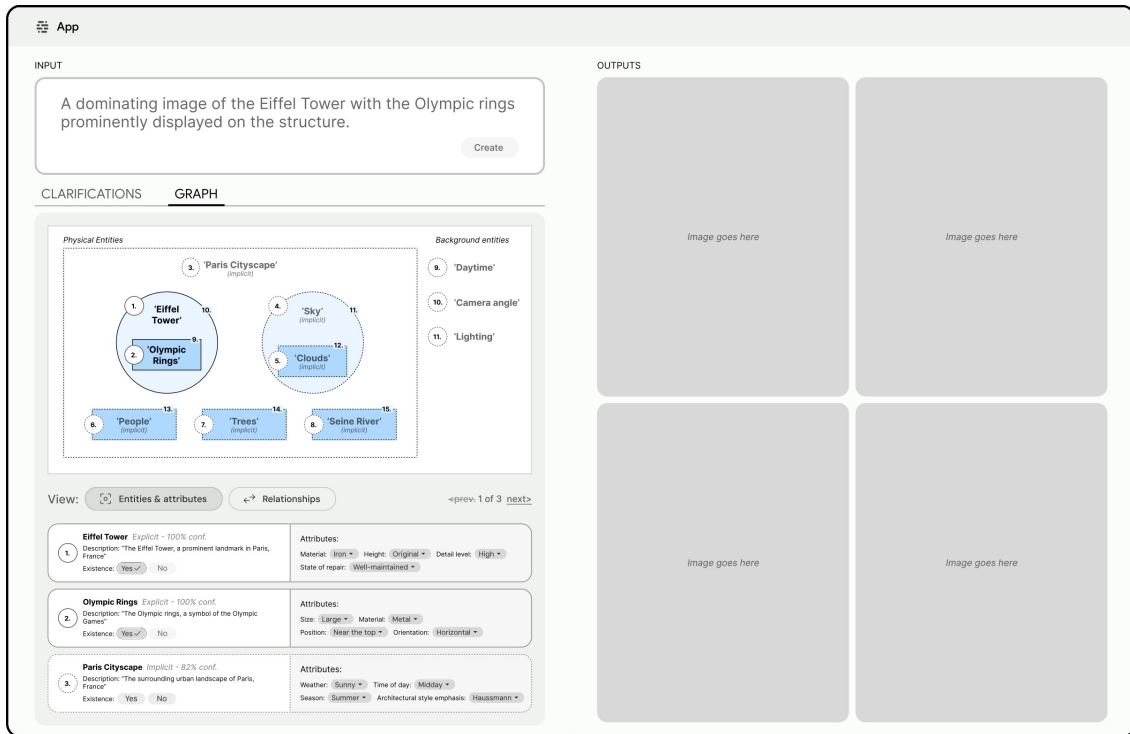 App
INPUT
A dominating image of the Eiffel Tower with the Olympic rings
prominently displayed on the structure.
Create
CLARIFICATIONS GRAPH
Physical Entities
Background entities
3. 'Paris Cityscape'
(implicit)
1. 'Eiffel
Tower'
10.
9.
2. 'Olympic
Rings'
4. 'Sky'
(implicit)
11.
12.
5. 'Clouds'
(implicit)
13.
6. 'People'
(implicit)
14.
7. 'Trees'
(implicit)
15.
8. 'Seine River'
(implicit)
9. 'Daytime'
10. 'Camera angle'
11. 'Lighting'
View: Entities & attributes Relationships <prev. 1 of 3 next>
1.
Eiffel Tower Explicit - 100% conf.
Description: "The Eiffel Tower, a prominent landmark in Paris,
France"
Existence: Yes ✓ No
Attributes:
Material: Iron Height: Original Detail level: High
State of repair: Well-maintained
2.
Olympic Rings Explicit - 100% conf.
Description: "The Olympic rings, a symbol of the Olympic
Games"
Existence: Yes ✓ No
Attributes:
Size: Large Material: Metal
Position: Near the top Orientation: Horizontal
3.
Paris Cityscape Implicit - 82% conf.
Description: "The surrounding urban landscape of Paris,
France"
Existence: Yes No
Attributes:
Weather: Sunny Time of day: Midday
Season: Summer Architectural style emphasis: Haussmann
OUTPUTS
Image goes here
Image goes here
Image goes here
Image goes here